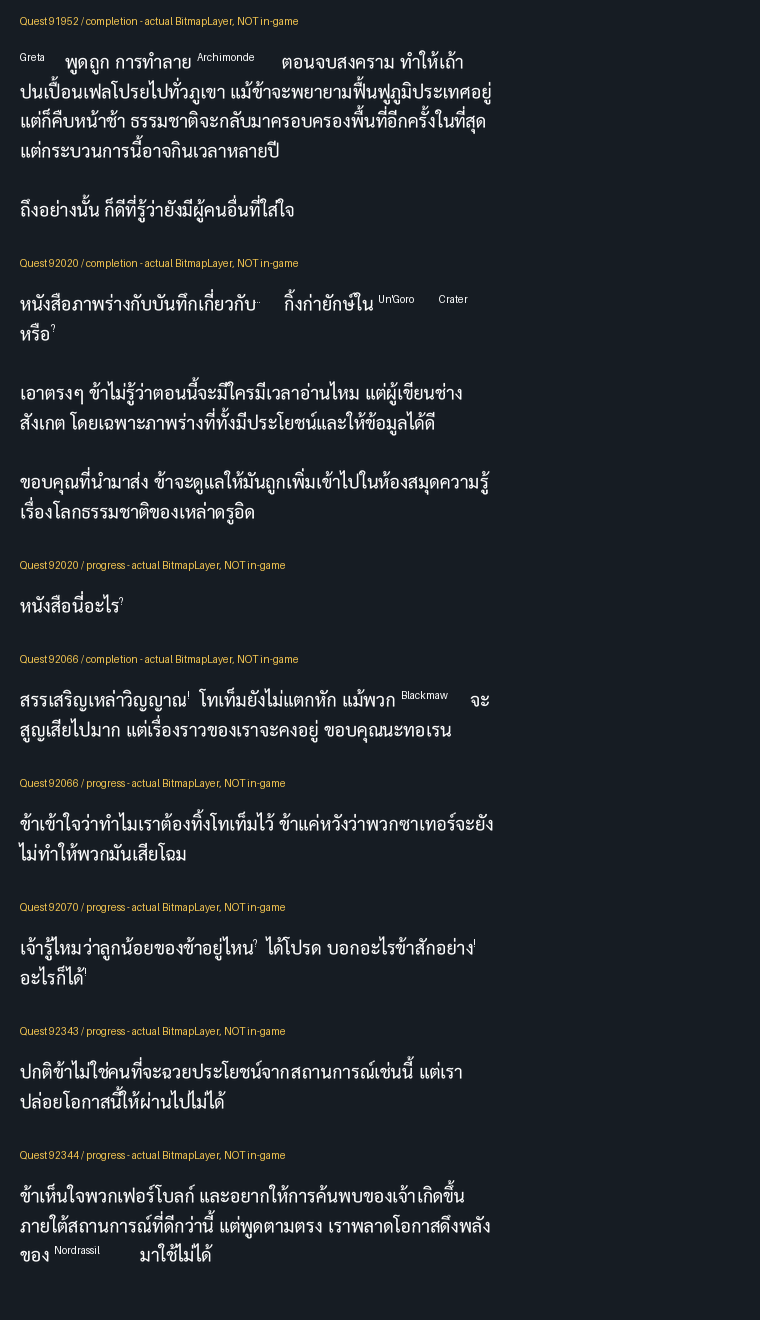 Quest 91952 / completion - actual BitmapLayer, NOT in-game
Greta พูดถูก การทำลาย Archimonde ตอนจบสงคราม ทำให้เถ้า
ปนเปื้อนเฟลโปรยไปทั่วภูเขา แม้ข้าจะพยายามฟื้นฟูภูมิประเทศอยู่
แต่ก็คืบหน้าช้า ธรรมชาติจะกลับมาครอบครองพื้นที่อีกครั้งในที่สุด
แต่กระบวนการนี้อาจกินเวลาหลายปี
ถึงอย่างนั้น ก็ดีที่รู้ว่ายังมีผู้คนอื่นที่ใส่ใจ
Quest 92020 / completion - actual BitmapLayer, NOT in-game
หนังสือภาพร่างกับบันทึกเกี่ยวกับ... กิ้งก่ายักษ์ใน Un'Goro Crater
หรือ?
เอาตรงๆ ข้าไม่รู้ว่าตอนนี้จะมีใครมีเวลาอ่านไหม แต่ผู้เขียนช่าง
สังเกต โดยเฉพาะภาพร่างที่ทั้งมีประโยชน์และให้ข้อมูลได้ดี
ขอบคุณที่นำมาส่ง ข้าจะดูแลให้มันถูกเพิ่มเข้าไปในห้องสมุดความรู้
เรื่องโลกธรรมชาติของเหล่าดรูอิด
Quest 92020 / progress - actual BitmapLayer, NOT in-game
หนังสือนี่อะไร?
Quest 92066 / completion - actual BitmapLayer, NOT in-game
สรรเสริญเหล่าวิญญาณ! โทเท็มยังไม่แตกหัก แม้พวก Blackmaw จะ
สูญเสียไปมาก แต่เรื่องราวของเราจะคงอยู่ ขอบคุณนะทอเรน
Quest 92066 / progress - actual BitmapLayer, NOT in-game
ข้าเข้าใจว่าทำไมเราต้องทิ้งโทเท็มไว้ ข้าแค่หวังว่าพวกซาเทอร์จะยัง
ไม่ทำให้พวกมันเสียโฉม
Quest 92070 / progress - actual BitmapLayer, NOT in-game
เจ้ารู้ไหมว่าลูกน้อยของข้าอยู่ไหน? ได้โปรด บอกอะไรข้าสักอย่าง!
อะไรก็ได้!
Quest 92343 / progress - actual BitmapLayer, NOT in-game
ปกติข้าไม่ใช่คนที่จะฉวยประโยชน์จากสถานการณ์เช่นนี้ แต่เรา
ปล่อยโอกาสนี้ให้ผ่านไปไม่ได้
Quest 92344 / progress - actual BitmapLayer, NOT in-game
ข้าเห็นใจพวกเฟอร์โบลก์ และอยากให้การค้นพบของเจ้าเกิดขึ้น
ภายใต้สถานการณ์ที่ดีกว่านี้ แต่พูดตามตรง เราพลาดโอกาสดึงพลัง
ของ Nordrassil มาใช้ไม่ได้